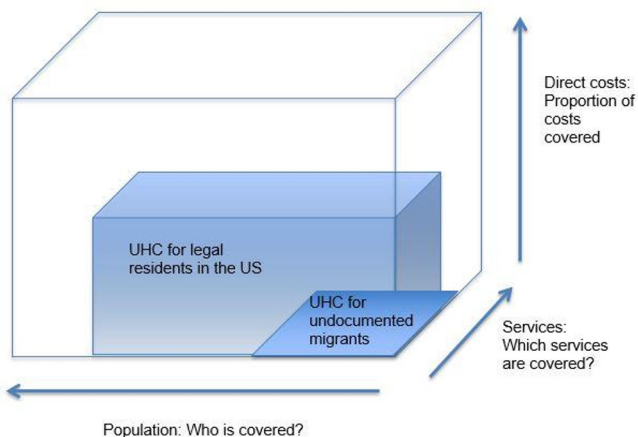 Direct costs:
Proportion of
costs
covered
UHC for legal
residents in the US
UHC for
undocumented
migrants
Services:
Which services
are covered?
Population: Who is covered?